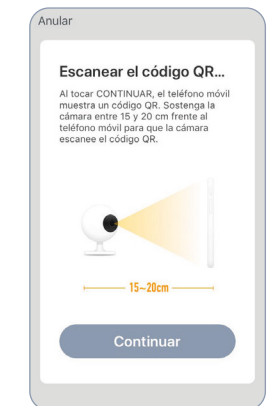 Anular
Escanear el código QR...
Al tocar CONTINUAR, el teléfono móvil
muestra un código QR. Sostenga la
cámara entre 15 y 20 cm frente al
teléfono móvil para que la cámara
escanee el código QR.
15~20cm
Continuar